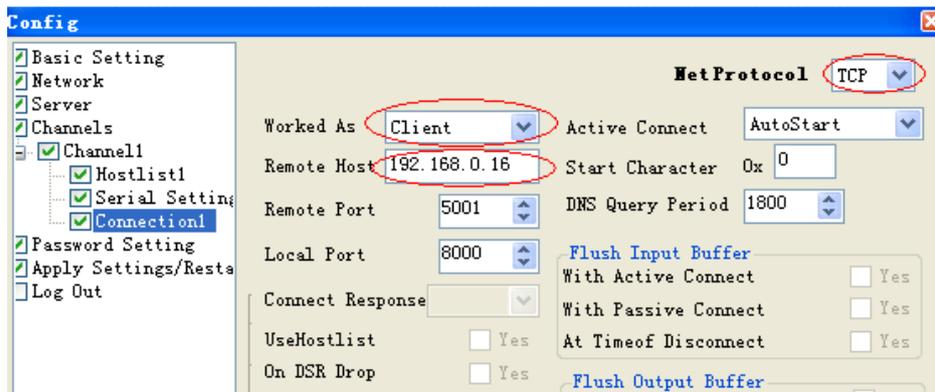 Config
Basic Setting
Network
Server
Channels
Channel1
Hostlist1
Serial Setting
Connection1
Password Setting
Apply Settings/Resta
Log Out
NetProtocol TCP
Worked As Client Active Connect AutoStart
Remote Host 192.168.0.16 Start Character 0x 0
Remote Port 5001 DNS Query Period 1800
Local Port 8000 Flush Input Buffer
With Active Connect Yes
Connect Response With Passive Connect Yes
UseHostlist Yes At Timeof Disconnect Yes
On DSR Drop Yes Flush Output Buffer